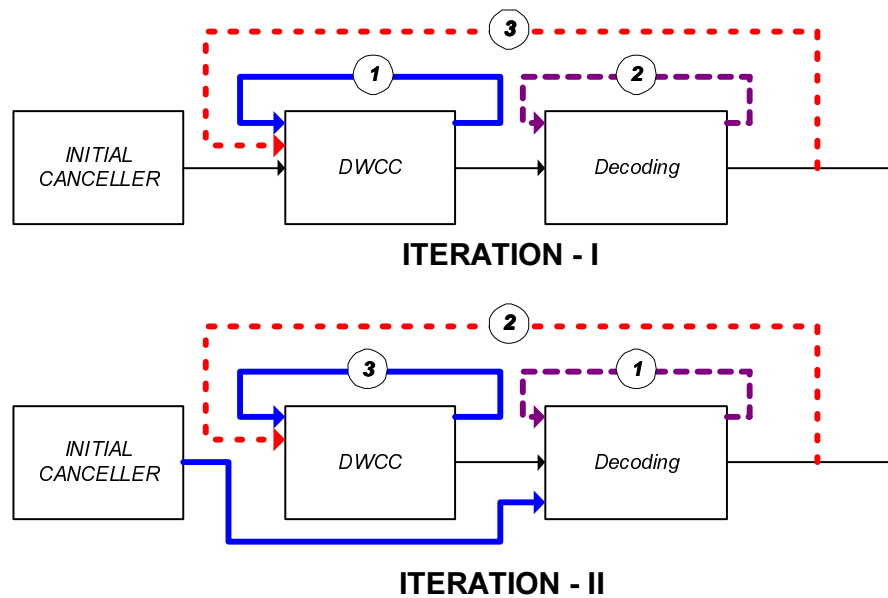 3
1
2
INITIAL
CANCELLER
DWCC
Decoding
ITERATION - I
2
3
1
INITIAL
CANCELLER
DWCC
Decoding
ITERATION - II